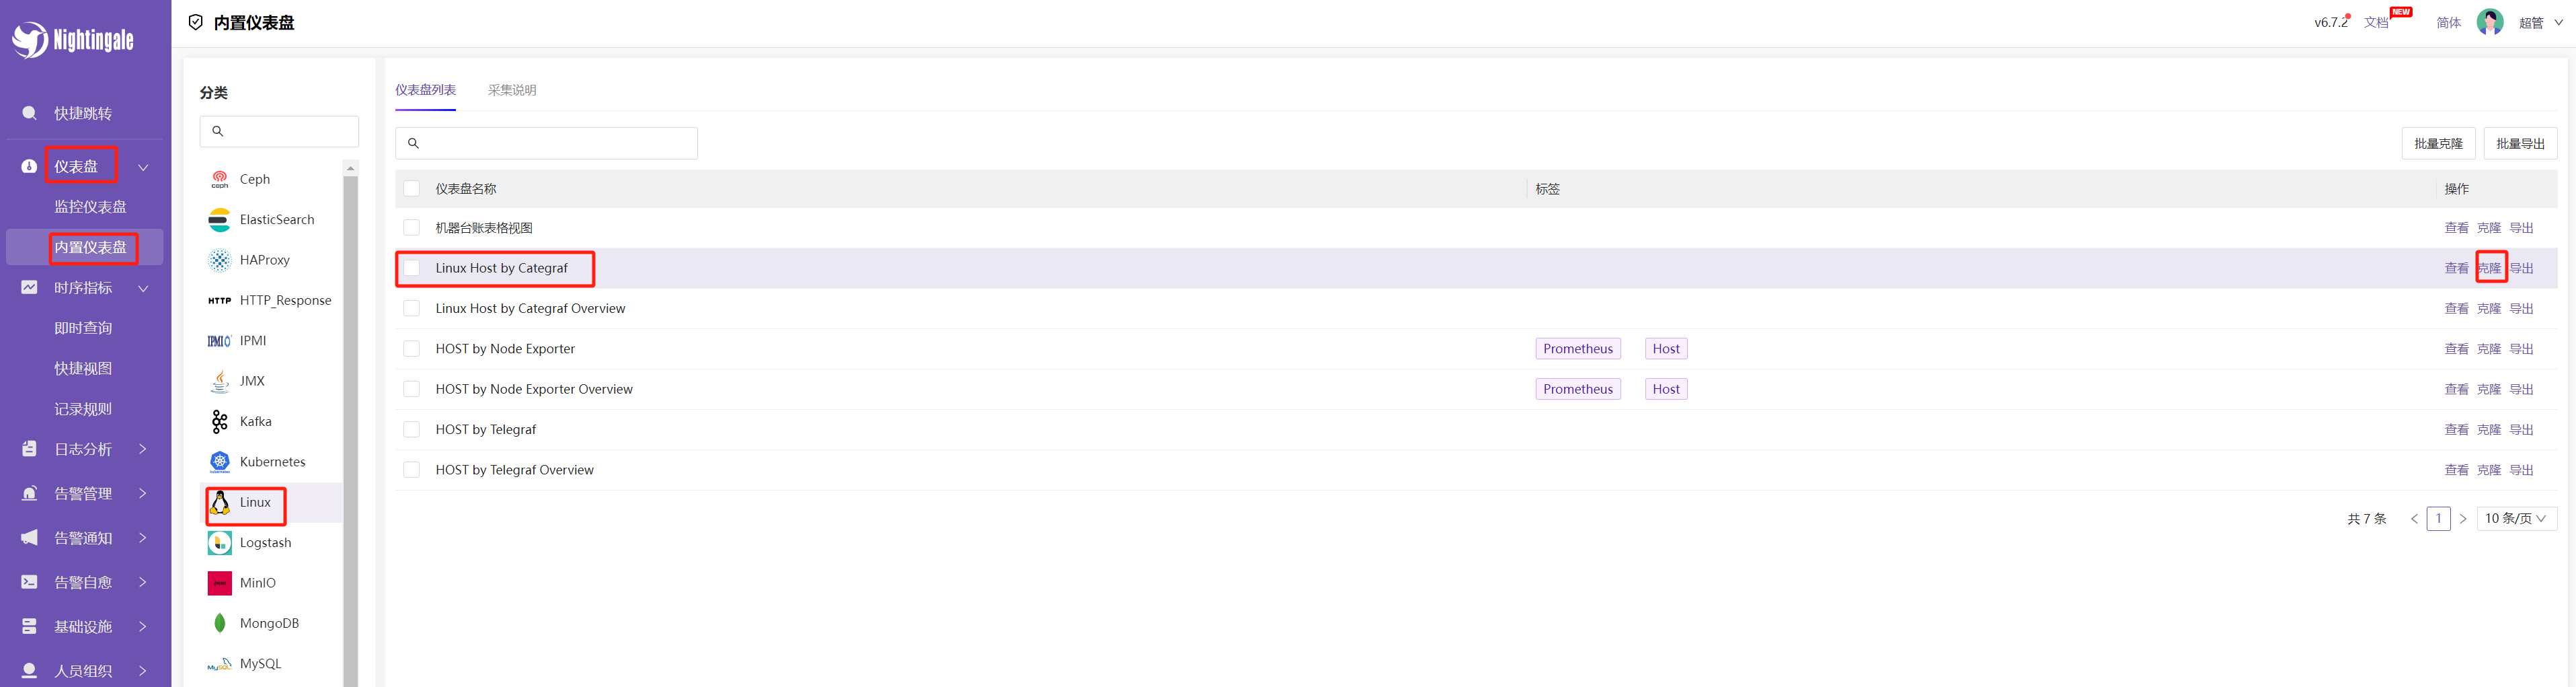 Nightingale
快捷跳转
仪表盘
监控仪表盘
内置仪表盘
时序指标
即时查询
快捷视图
记录规则
日志分析
告警管理
告警通知
告警自愈
基础设施
人员组织
内置仪表盘
v6.7.2 文档 NEW 简体 超管
分类
ceph Ceph
ElasticSearch
HAProxy
HTTP HTTP_Response
IPMI IPMI
JMX
Kafka
Kubernetes
Linux
Logstash
MinIO
MongoDB
MySQL MySQL
仪表盘列表 采集说明
批量克隆 批量导出
仪表盘名称 标签 操作
机器台账表格视图 查看 克隆 导出
Linux Host by Categraf 查看 克隆 导出
Linux Host by Categraf Overview 查看 克隆 导出
HOST by Node Exporter Prometheus Host 查看 克隆 导出
HOST by Node Exporter Overview Prometheus Host 查看 克隆 导出
HOST by Telegraf 查看 克隆 导出
HOST by Telegraf Overview 查看 克隆 导出
共 7 条 < 1 > 10 条/页